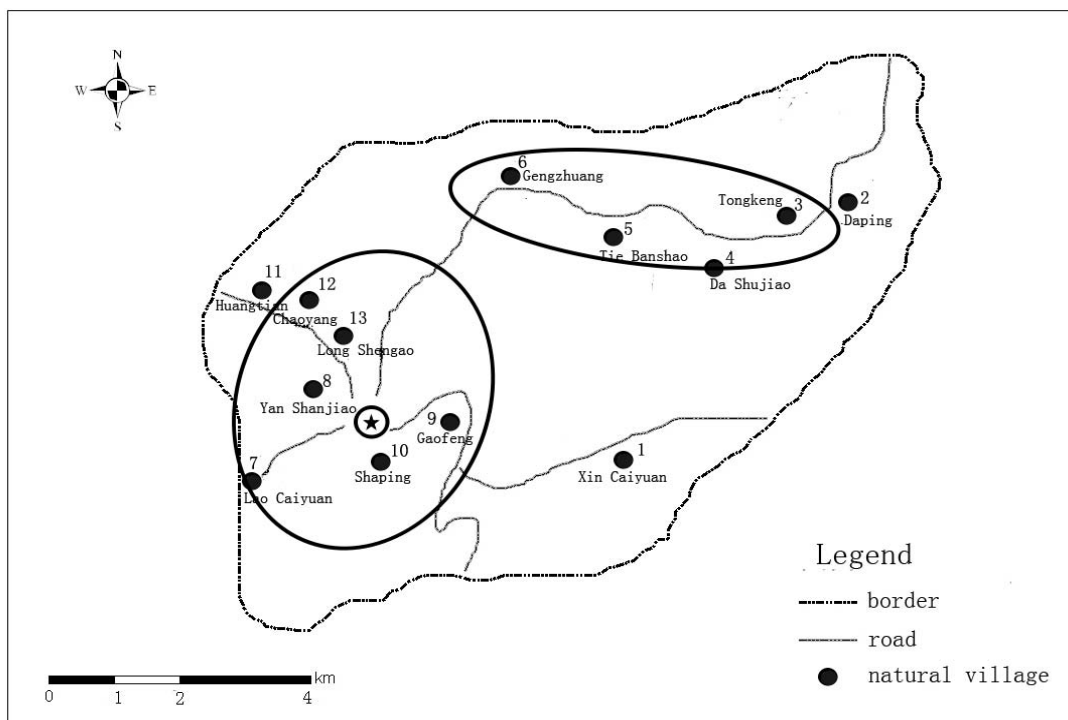 N
W E
S
6
Gengzhuang
Tongkeng 3
2
Daping
5
Tie Banshao
4
Da Shujiao
11
Huangtian
12
Chaoyang
13
Long Shengao
8
Yan Shanjiao
9
Gaofeng
10
Shaping
7
Lao Caiyuan
1
Xin Caiyuan
Legend
border
road
natural village
km
0 1 2 4